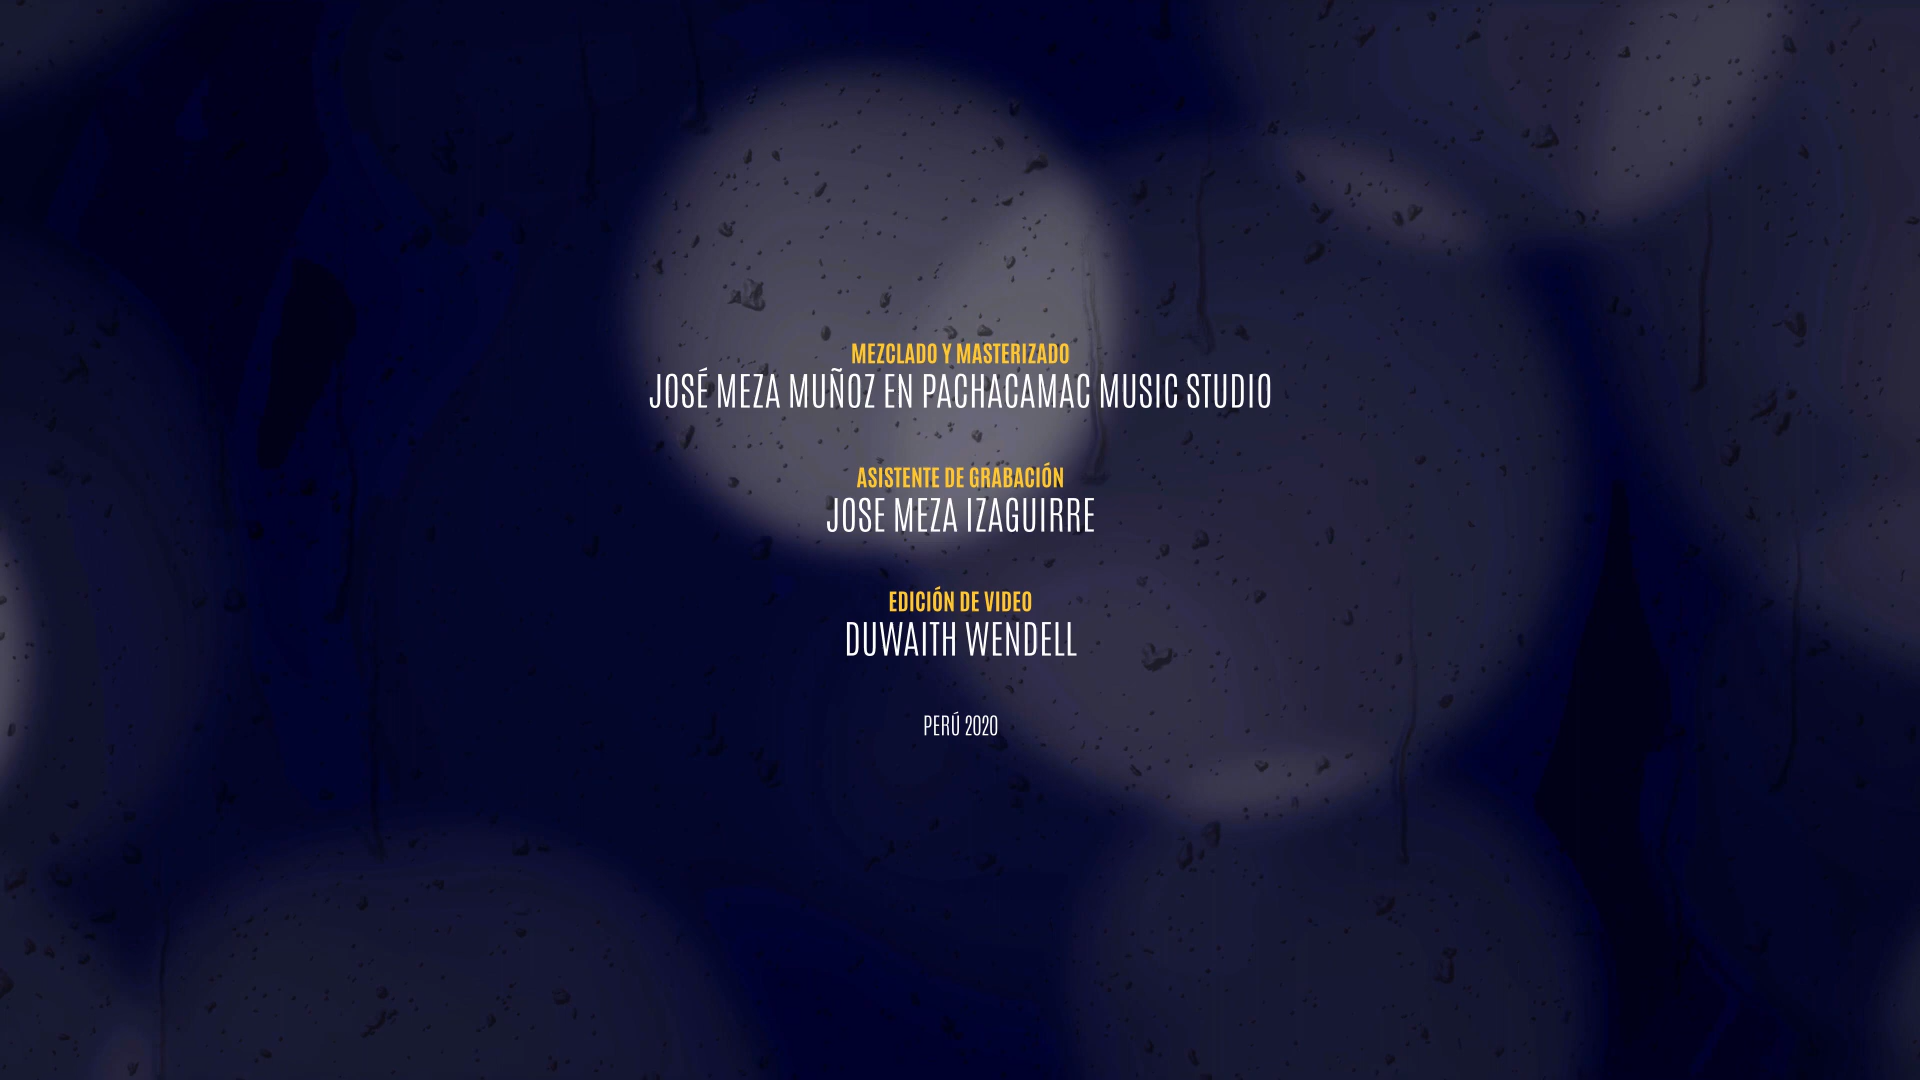 MEZCLADO Y MASTERIZADO
JOSÉ MEZA MUÑOZ EN PACHACAMAC MUSIC STUDIO
ASISTENTE DE GRABACIÓN
JOSE MEZA IZAGUIRRE
EDICIÓN DE VIDEO
DUWAITH WENDELL
PERÚ 2020